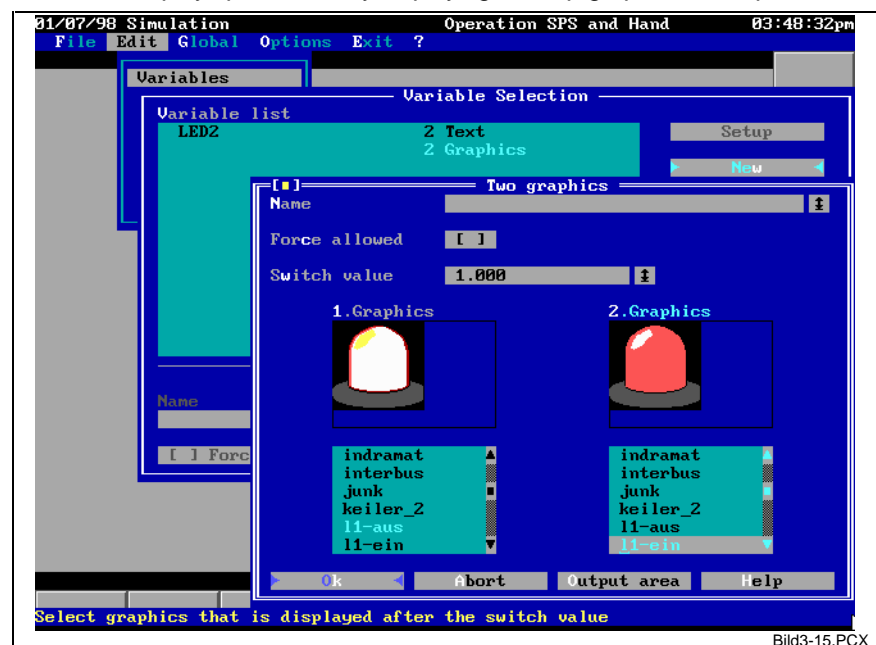 01/07/98 Simulation Operation SPS and Hand 03:48:32pm
File Edit Global Options Exit ?
Variables
Variable Selection
Variable list
LED2 2 Text Setup
2 Graphics
New
[■] Two graphics
Name
Force allowed [ ]
Switch value 1.000
1.Graphics 2.Graphics
Name
[ ] Forc
indramat indramat
interbus interbus
junk junk
keiler_2 keiler_2
l1-aus l1-aus
l1-ein l1-ein
Ok Abort Output area Help
Select graphics that is displayed after the switch value
Bild3-15.PCX